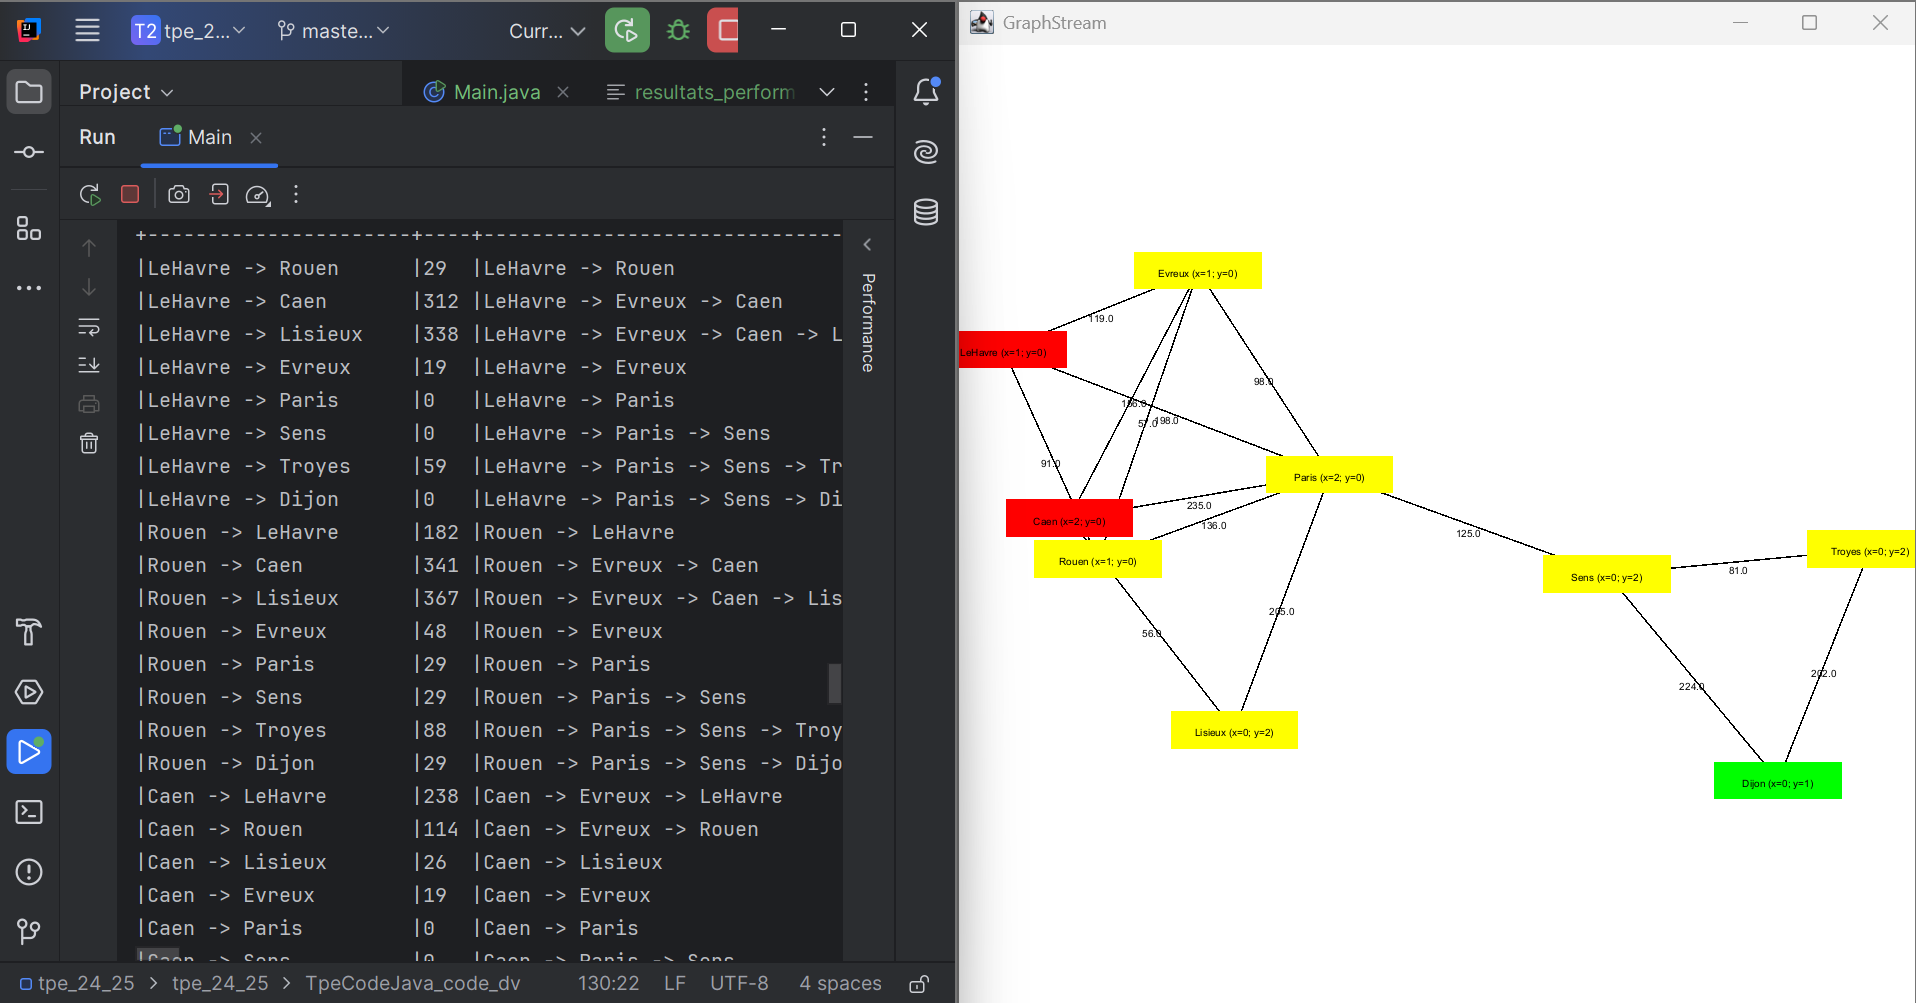 T2 tpe_2... maste... Curr...
Project Main.java resultats_perform
Run Main
+-----------------------+----+------------------------------
|LeHavre -> Rouen |29 |LeHavre -> Rouen
|LeHavre -> Caen |312 |LeHavre -> Evreux -> Caen
|LeHavre -> Lisieux |338 |LeHavre -> Evreux -> Caen -> L
|LeHavre -> Evreux |19 |LeHavre -> Evreux
|LeHavre -> Paris |0 |LeHavre -> Paris
|LeHavre -> Sens |0 |LeHavre -> Paris -> Sens
|LeHavre -> Troyes |59 |LeHavre -> Paris -> Sens -> Tr
|LeHavre -> Dijon |0 |LeHavre -> Paris -> Sens -> Di
|Rouen -> LeHavre |182 |Rouen -> LeHavre
|Rouen -> Caen |341 |Rouen -> Evreux -> Caen
|Rouen -> Lisieux |367 |Rouen -> Evreux -> Caen -> Lis
|Rouen -> Evreux |48 |Rouen -> Evreux
|Rouen -> Paris |29 |Rouen -> Paris
|Rouen -> Sens |29 |Rouen -> Paris -> Sens
|Rouen -> Troyes |88 |Rouen -> Paris -> Sens -> Troy
|Rouen -> Dijon |29 |Rouen -> Paris -> Sens -> Dijo
|Caen -> LeHavre |238 |Caen -> Evreux -> LeHavre
|Caen -> Rouen |114 |Caen -> Evreux -> Rouen
|Caen -> Lisieux |26 |Caen -> Lisieux
|Caen -> Evreux |19 |Caen -> Evreux
|Caen -> Paris |0 |Caen -> Paris
|Caen -> Sens |0 |Caen -> Paris -> Sens
Performance
tpe_24_25 > tpe_24_25 > TpeCodeJava_code_dv 130:22 LF UTF-8 4 spaces
GraphStream
Evreux (x=1; y=0)
119.0
LeHavre (x=1; y=0)
98.0
57.0
198.0
91.0
Paris (x=2; y=0)
235.0
Caen (x=2; y=0)
136.0
125.0
Rouen (x=1; y=0)
Troyes (x=0; y=2)
81.0
Sens (x=0; y=2)
205.0
56.0
202.0
224.0
Lisieux (x=0; y=2)
Dijon (x=0; y=1)